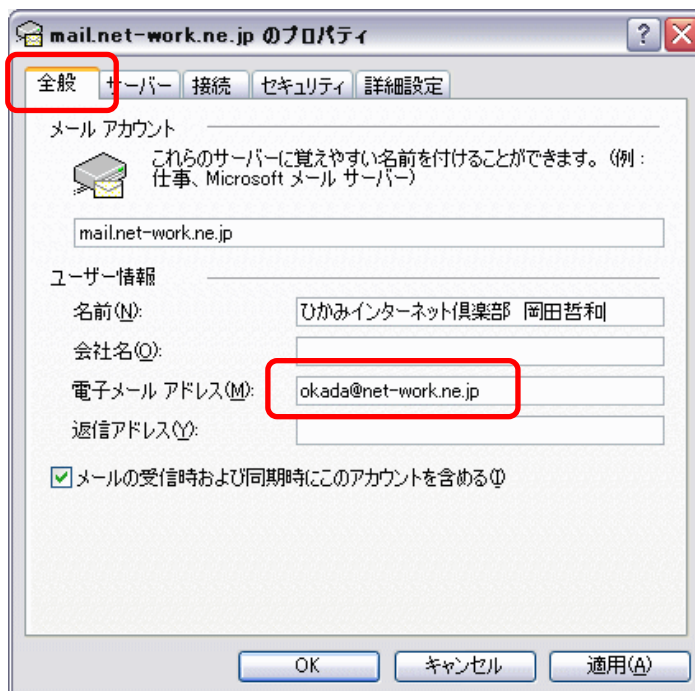 mail.net-work.ne.jp のプロパティ
全般 サーバー 接続 セキュリティ 詳細設定
メール アカウント
これらのサーバーに覚えやすい名前を付けることができます。(例:
仕事、Microsoft メール サーバー)
mail.net-work.ne.jp
ユーザー情報
名前(N): ひかみインターネット倶楽部 岡田哲和
会社名(O):
電子メール アドレス(M): okada@net-work.ne.jp
返信アドレス(Y):
メールの受信時および同期時にこのアカウントを含める(I)
OK キャンセル 適用(A)